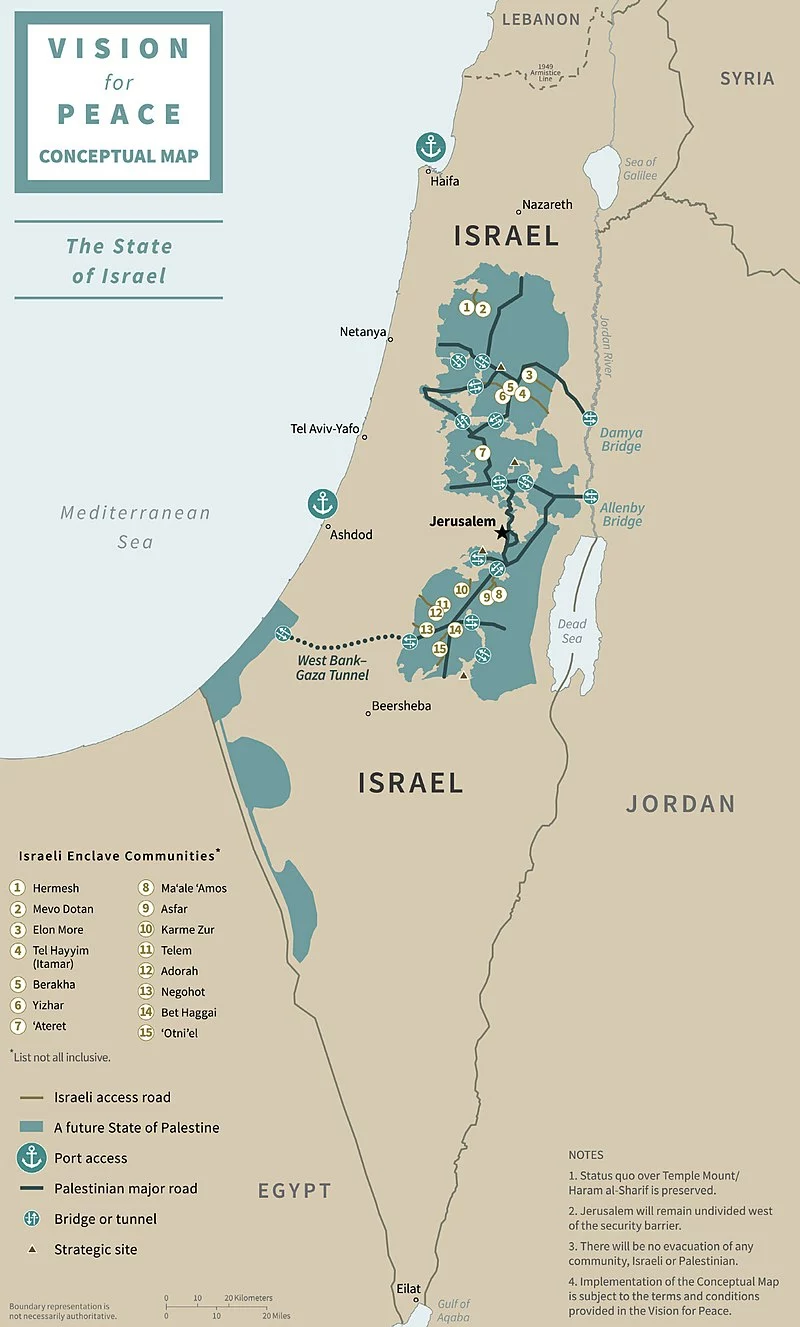 VISION
for
PEACE
CONCEPTUAL MAP
The State
of Israel
LEBANON
1949
Armistice
Line
SYRIA
Haifa
Sea of
Galilee
Nazareth
ISRAEL
Netanya
Jordan River
1
2
3
4
5
6
Tel Aviv-Yafo
Damya
Bridge
7
Mediterranean
Sea
Ashdod
Jerusalem
Allenby
Bridge
10
9
8
11
12
13
14
15
Dead
Sea
West Bank–
Gaza Tunnel
Beersheba
ISRAEL
JORDAN
Israeli Enclave Communities*
1 Hermesh
2 Mevo Dotan
3 Elon More
4 Tel Hayyim
(Itamar)
5 Berakha
6 Yizhar
7 ‘Ateret
8 Ma‘ale ‘Amos
9 Asfar
10 Karme Zur
11 Telem
12 Adorah
13 Negohot
14 Bet Haggai
15 ‘Otni’el
*List not all inclusive.
Israeli access road
A future State of Palestine
Port access
Palestinian major road
Bridge or tunnel
Strategic site
EGYPT
NOTES
1. Status quo over Temple Mount/
Haram al-Sharif is preserved.
2. Jerusalem will remain undivided west
of the security barrier.
3. There will be no evacuation of any
community, Israeli or Palestinian.
4. Implementation of the Conceptual Map
is subject to the terms and conditions
provided in the Vision for Peace.
Eilat
Gulf of
Aqaba
Boundary representation is
not necessarily authoritative.
0 10 20 Kilometers
0 10 20 Miles